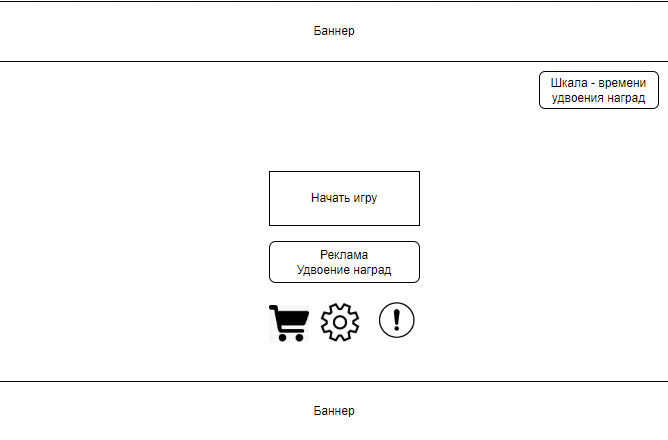 Баннер
Шкала - времени
удвоения наград
Начать игру
Реклама
Удвоение наград
Баннер